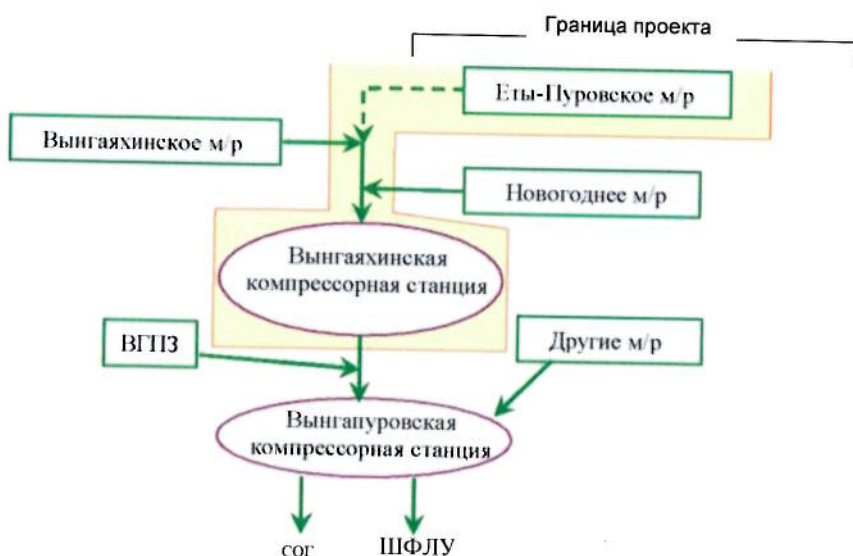 Граница проекта
Еты-Пуровское м/р
Вынгаяхинское м/р
Новогоднее м/р
Вынгаяхинская
компрессорная станция
ВГПЗ
Другие м/р
Вынгапуровская
компрессорная станция
сог
ШФЛУ